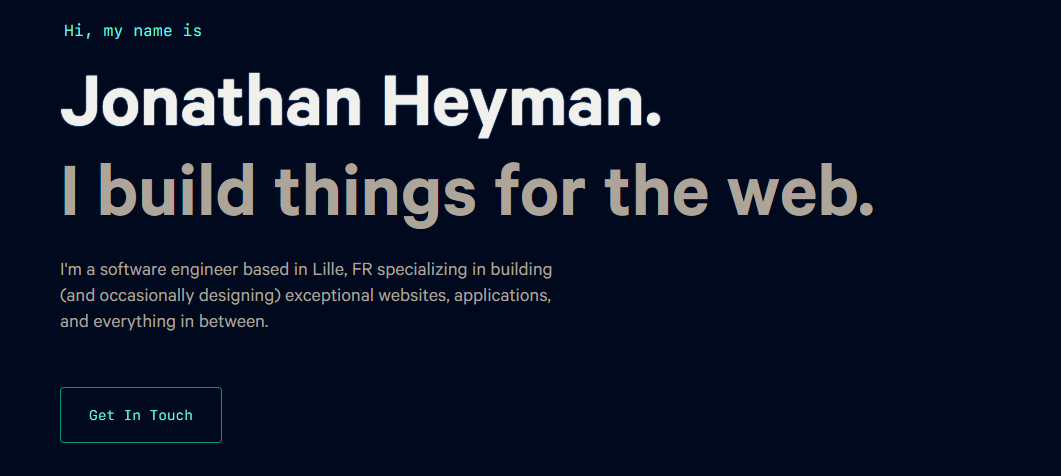 Hi, my name is
Jonathan Heyman.
I build things for the web.
I'm a software engineer based in Lille, FR specializing in building
(and occasionally designing) exceptional websites, applications,
and everything in between.
Get In Touch